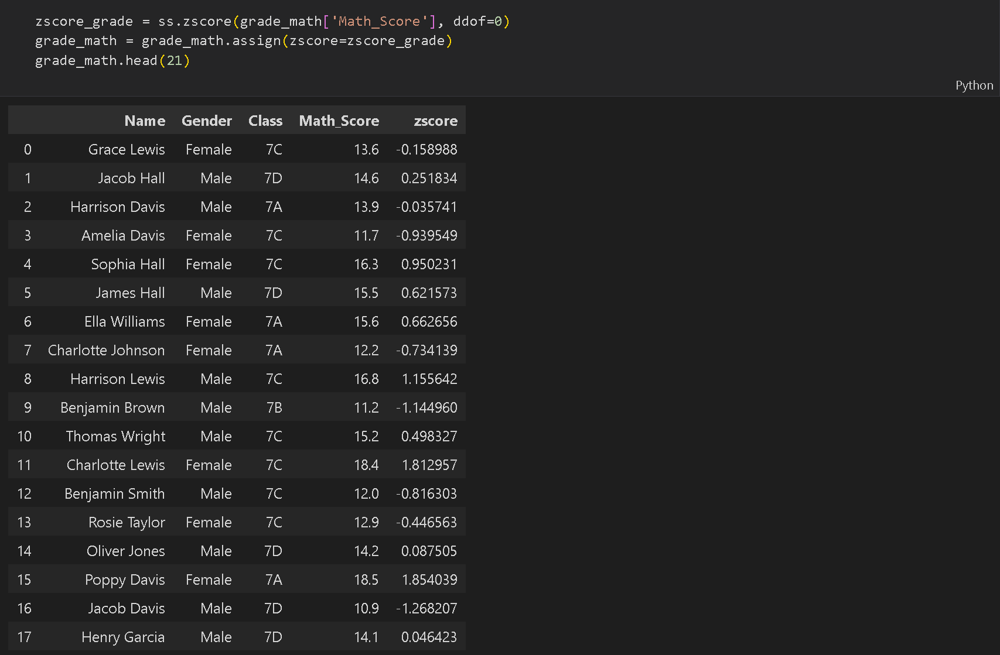 zscore_grade = ss.zscore(grade_math['Math_Score'], ddof=0)
grade_math = grade_math.assign(zscore=zscore_grade)
grade_math.head(21)
Python
Name Gender Class Math_Score zscore
0 Grace Lewis Female 7C 13.6 -0.158988
1 Jacob Hall Male 7D 14.6 0.251834
2 Harrison Davis Male 7A 13.9 -0.035741
3 Amelia Davis Female 7C 11.7 -0.939549
4 Sophia Hall Female 7C 16.3 0.950231
5 James Hall Male 7D 15.5 0.621573
6 Ella Williams Female 7A 15.6 0.662656
7 Charlotte Johnson Female 7A 12.2 -0.734139
8 Harrison Lewis Male 7C 16.8 1.155642
9 Benjamin Brown Male 7B 11.2 -1.144960
10 Thomas Wright Male 7C 15.2 0.498327
11 Charlotte Lewis Female 7C 18.4 1.812957
12 Benjamin Smith Male 7C 12.0 -0.816303
13 Rosie Taylor Female 7C 12.9 -0.446563
14 Oliver Jones Male 7D 14.2 0.087505
15 Poppy Davis Female 7A 18.5 1.854039
16 Jacob Davis Male 7D 10.9 -1.268207
17 Henry Garcia Male 7D 14.1 0.046423